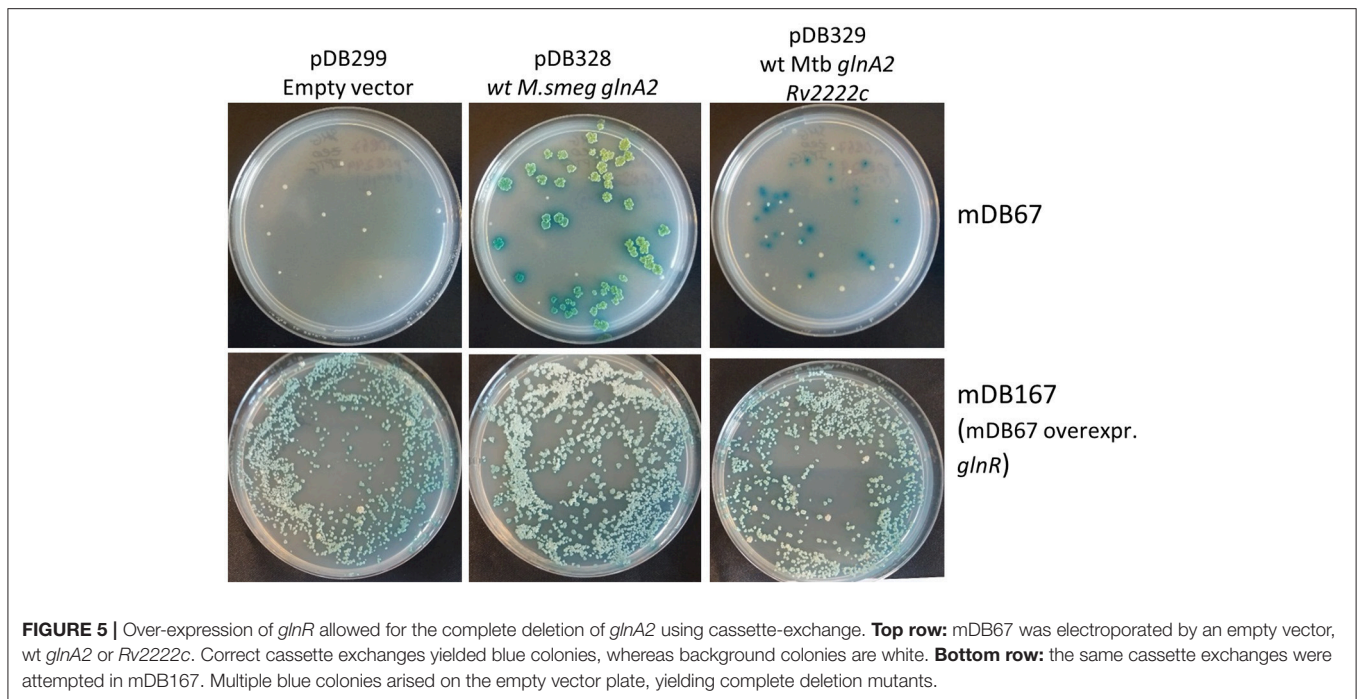 pDB299
Empty vector
pDB328
wt M.smeg glnA2
pDB329
wt Mtb glnA2
Rv2222c
mDB67
mDB167
(mDB67 overexpr.
glnR)
FIGURE 5 | Over-expression of glnR allowed for the complete deletion of glnA2 using cassette-exchange. Top row: mDB67 was electroporated by an empty vector,
wt glnA2 or Rv2222c. Correct cassette exchanges yielded blue colonies, whereas background colonies are white. Bottom row: the same cassette exchanges were
attempted in mDB167. Multiple blue colonies arised on the empty vector plate, yielding complete deletion mutants.